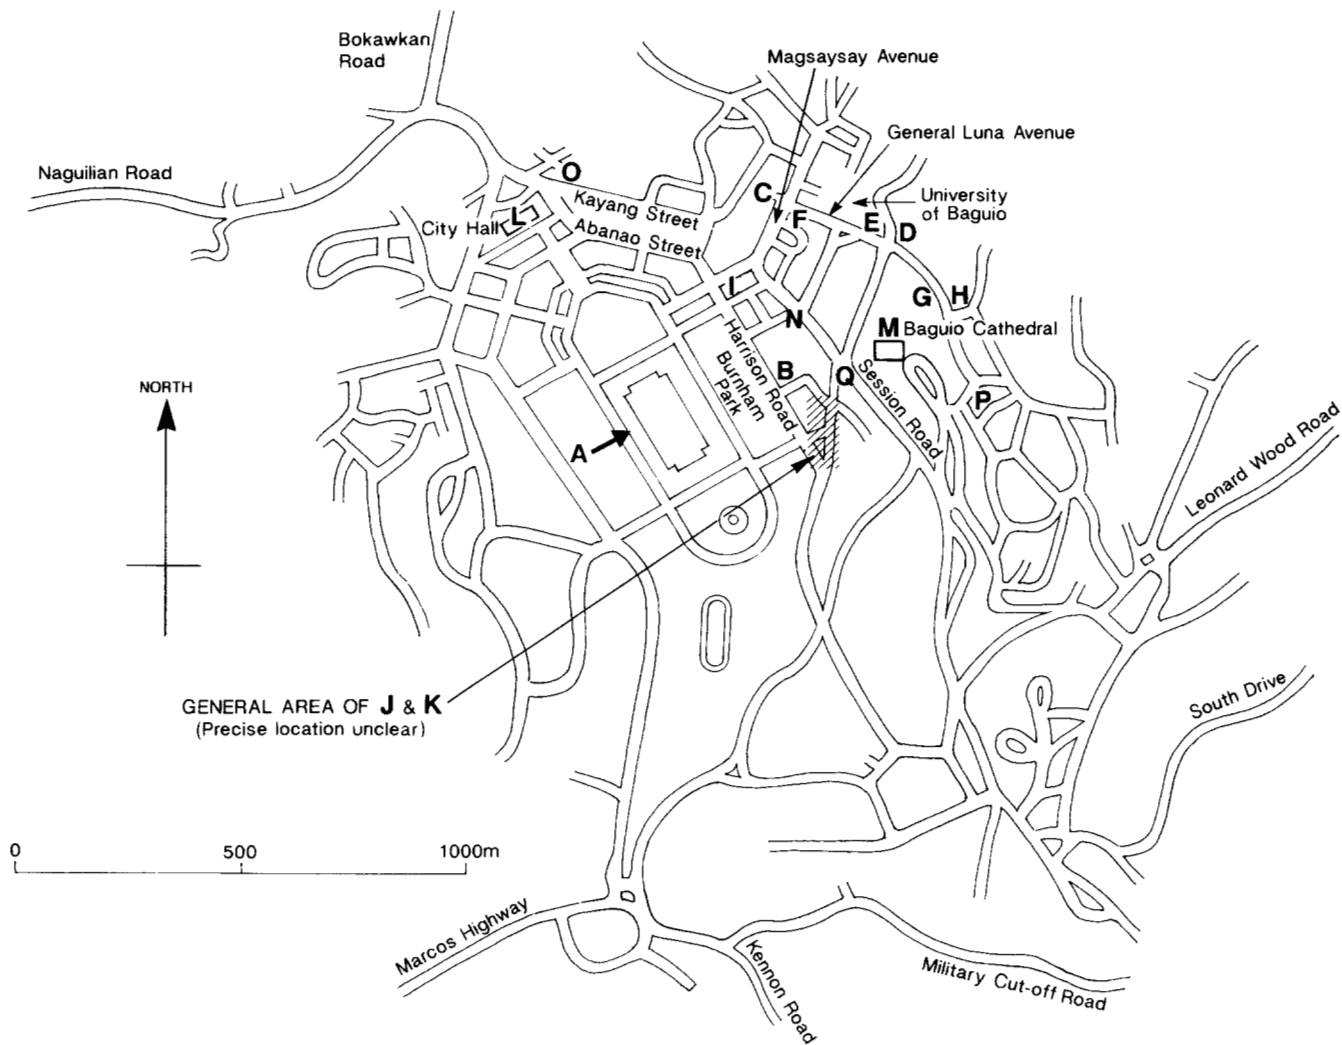 Bokawkan
Road
Magsaysay Avenue
General Luna Avenue
Naguilian Road
O
C
University
of Baguio
Kayang Street
L
City Hall
F
E
D
Abanao Street
I
G
H
N
M
Baguio Cathedral
Harrison Road
Burnham
Park
B
Q
Session Road
P
NORTH
A
Leonard Wood Road
GENERAL AREA OF J & K
(Precise location unclear)
South Drive
0 500 1000m
Marcos Highway
Kennon Road
Military Cut-off Road